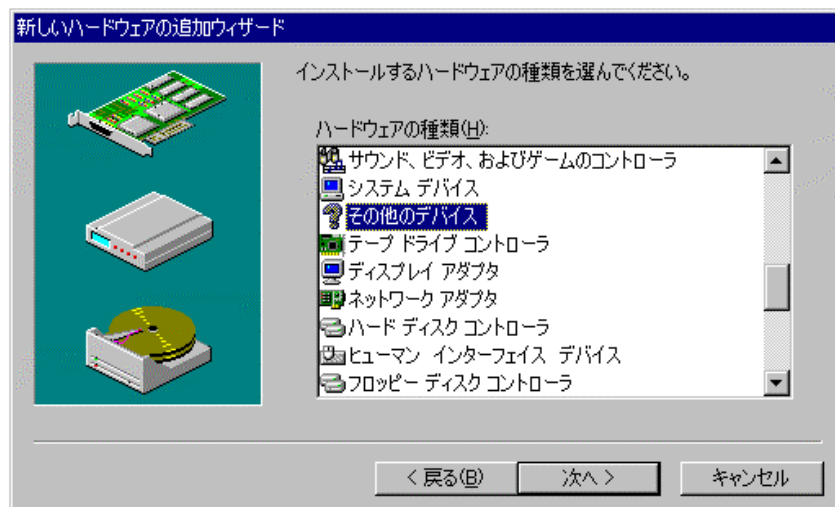 新しいハードウェアの追加ウィザード
インストールするハードウェアの種類を選んでください。
ハードウェアの種類(H):
サウンド、ビデオ、およびゲームのコントローラ
システム デバイス
その他のデバイス
テープ ドライブ コントローラ
ディスプレイ アダプタ
ネットワーク アダプタ
ハード ディスク コントローラ
ヒューマン インターフェイス デバイス
フロッピー ディスク コントローラ
< 戻る(B) 次へ > キャンセル